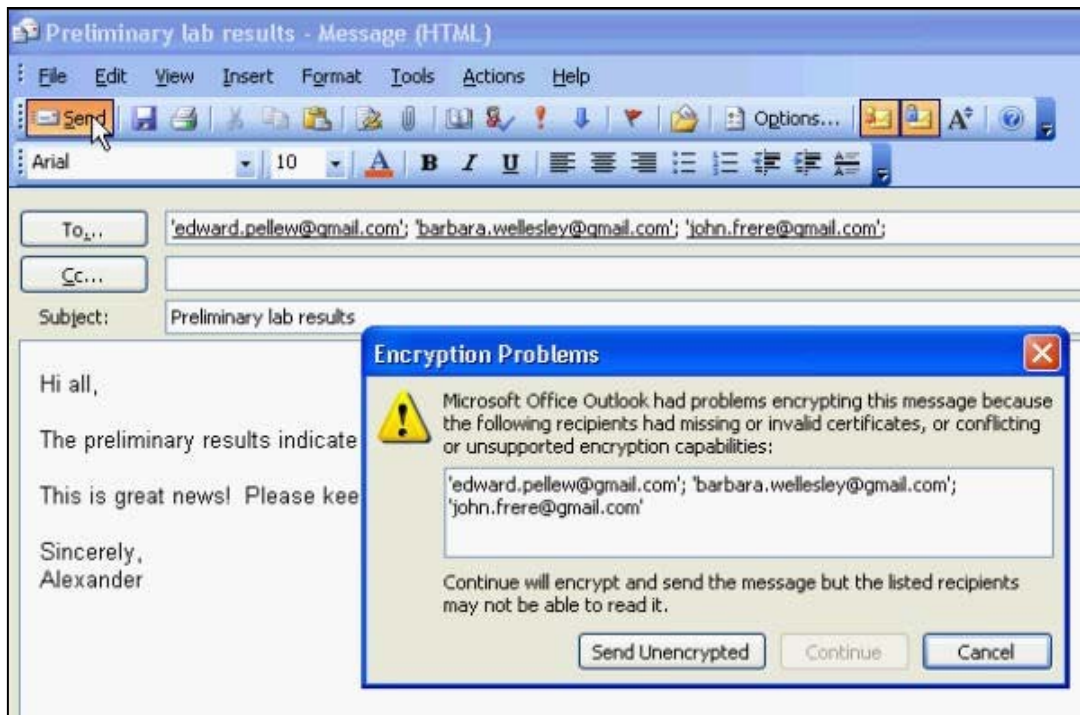 Preliminary lab results - Message (HTML)
File Edit View Insert Format Tools Actions Help
Send Options...
Arial 10 A B I U
To... 'edward.pellew@gmail.com'; 'barbara.wellesley@gmail.com'; 'john.frere@gmail.com';
Cc...
Subject: Preliminary lab results
Hi all,
The preliminary results indicate
This is great news! Please kee
Sincerely,
Alexander
Encryption Problems
Microsoft Office Outlook had problems encrypting this message because
the following recipients had missing or invalid certificates, or conflicting
or unsupported encryption capabilities:
'edward.pellew@gmail.com'; 'barbara.wellesley@gmail.com';
'john.frere@gmail.com'
Continue will encrypt and send the message but the listed recipients
may not be able to read it.
Send Unencrypted Continue Cancel